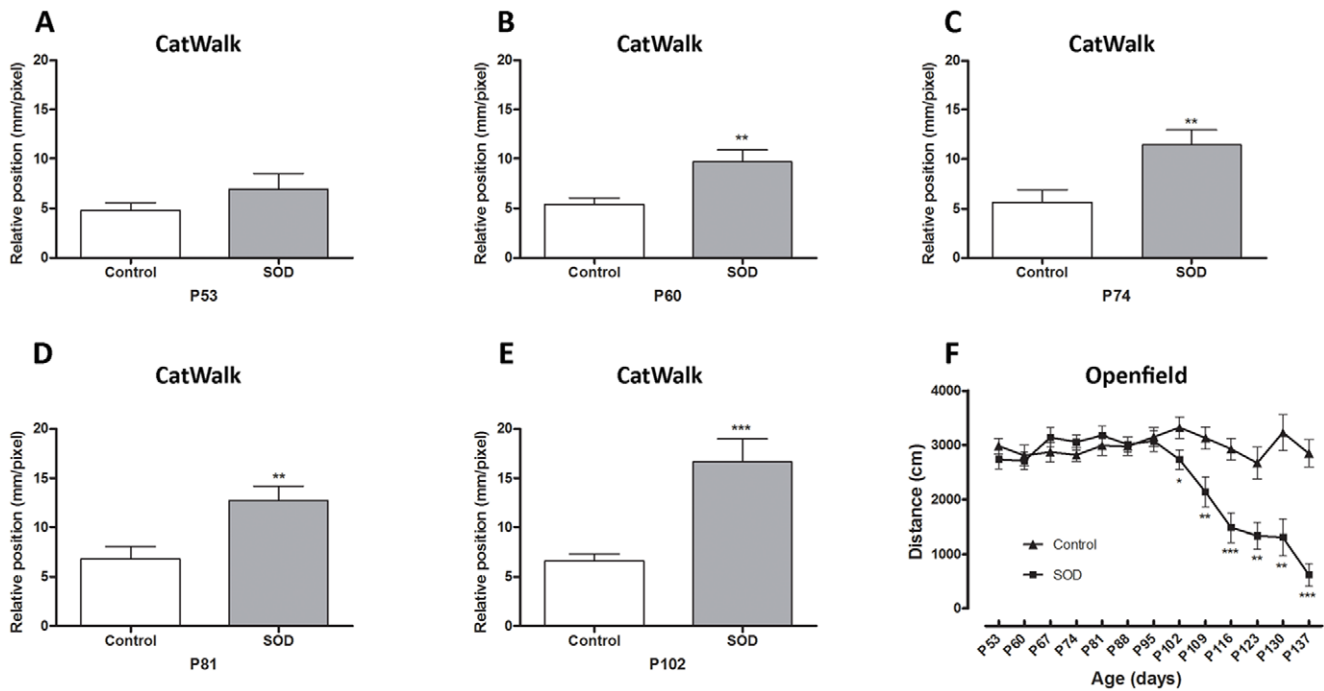 A
CatWalk
Relative position (mm/pixel)
20
15
10
5
0
Control
SOD
P53
B
CatWalk
Relative position (mm/pixel)
20
15
10
5
0
**
Control
SOD
P60
C
CatWalk
Relative position (mm/pixel)
20
15
10
5
0
**
Control
SOD
P74
D
CatWalk
Relative position (mm/pixel)
20
15
10
5
0
**
Control
SOD
P81
E
CatWalk
Relative position (mm/pixel)
20
15
10
5
0
***
Control
SOD
P102
F
Openfield
Distance (cm)
4000
3000
2000
1000
0
Control
SOD
*
**
***
**
**
***
P53
P60
P67
P74
P81
P88
P95
P102
P109
P116
P123
P130
P137
Age (days)